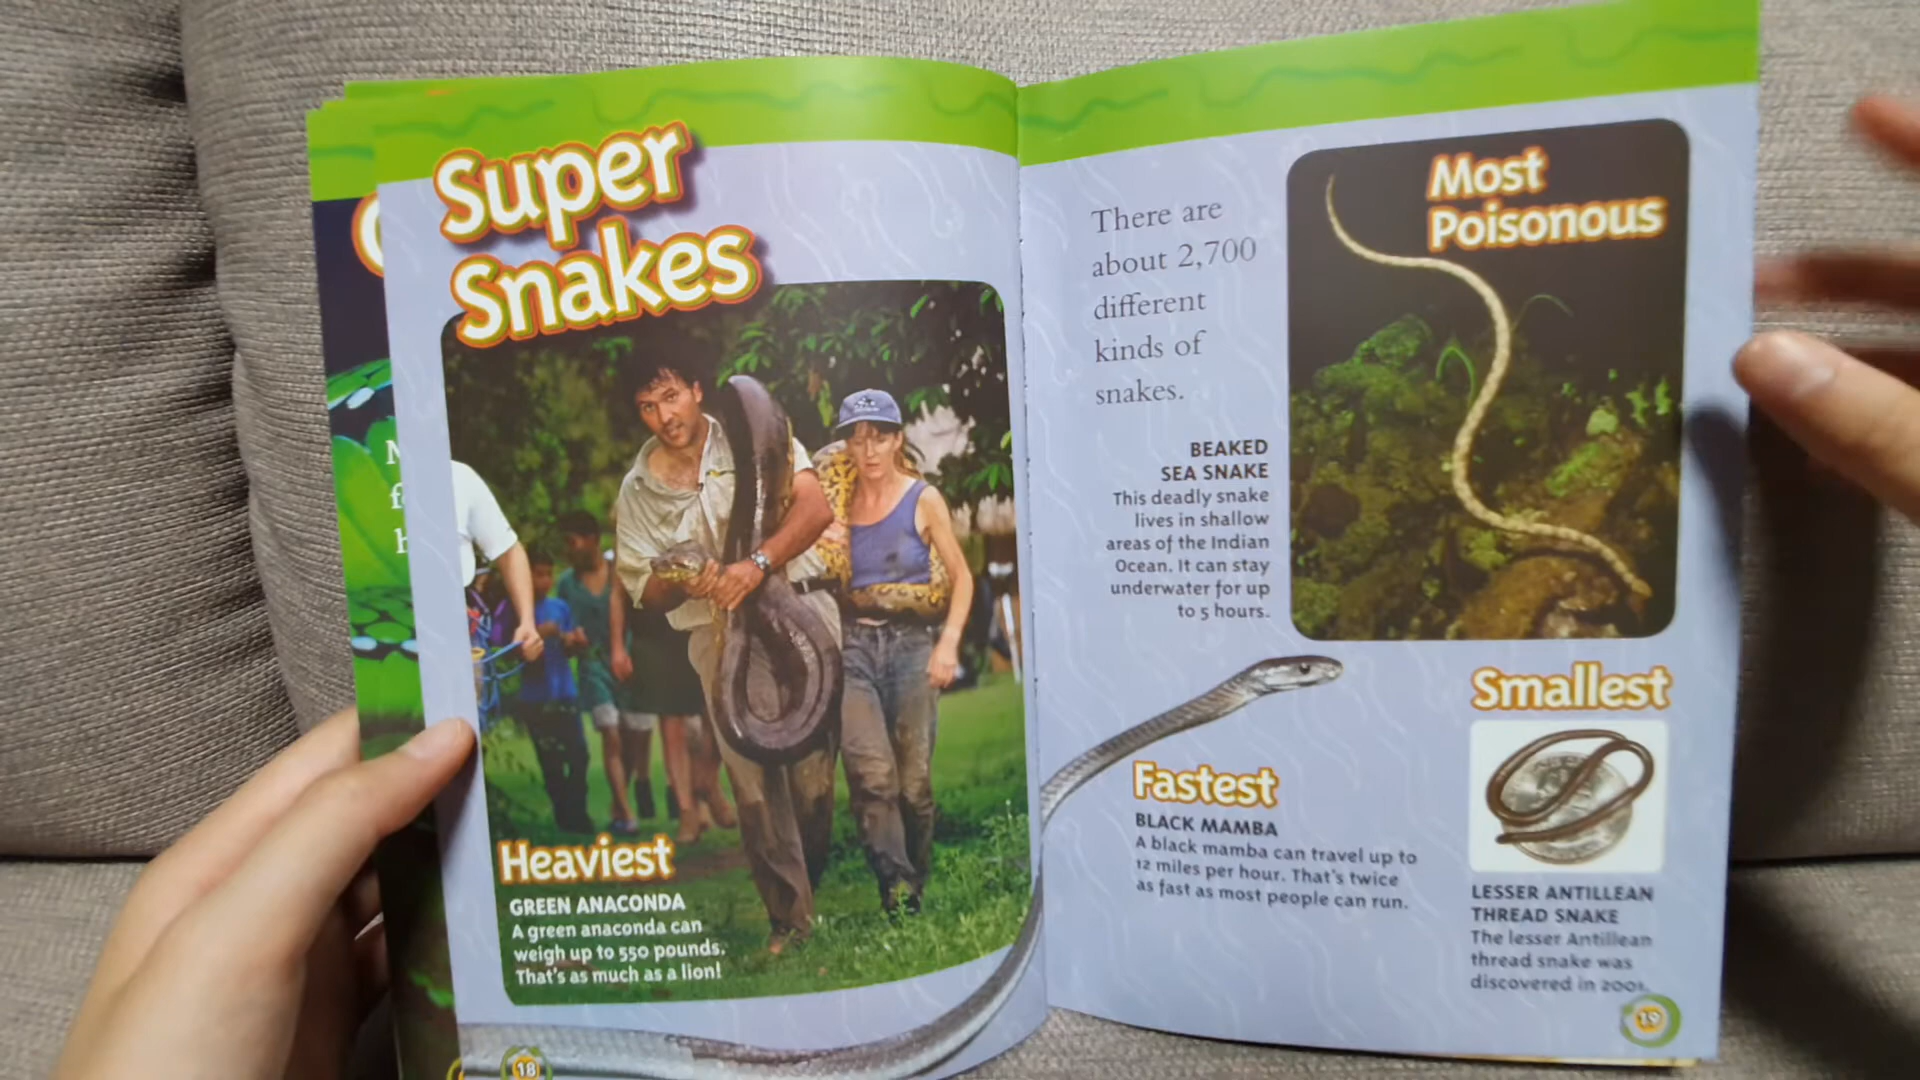 Super
Snakes
Heaviest
GREEN ANACONDA
A green anaconda can
weigh up to 550 pounds.
That's as much as a lion!
18
There are
about 2,700
different
kinds of
snakes.
Most
Poisonous
BEAKED
SEA SNAKE
This deadly snake
lives in shallow
areas of the Indian
Ocean. It can stay
underwater for up
to 5 hours.
Fastest
BLACK MAMBA
A black mamba can travel up to
12 miles per hour. That's twice
as fast as most people can run.
Smallest
LESSER ANTILLEAN
THREAD SNAKE
The lesser Antillean
thread snake was
discovered in 2001.
19